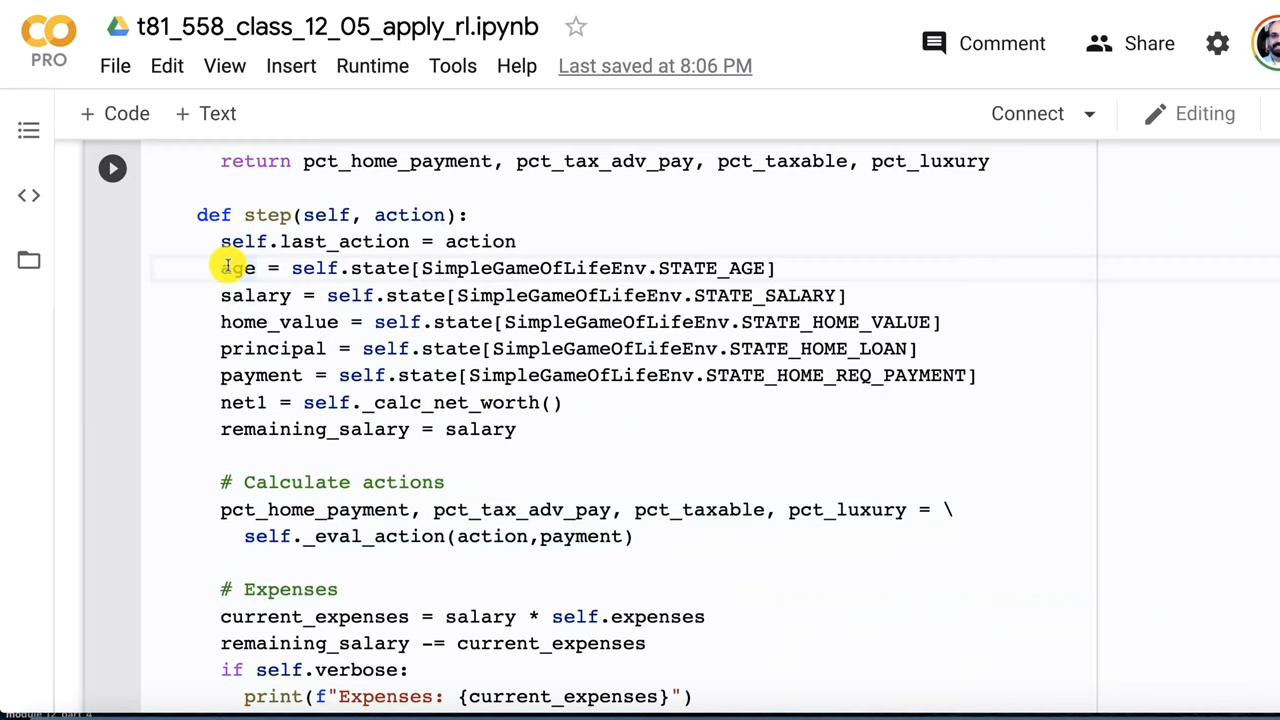 t81_558_class_12_05_apply_rl.ipynb
PRO
File Edit View Insert Runtime Tools Help Last saved at 8:06 PM
Comment Share
+ Code + Text
Connect Editing
return pct_home_payment, pct_tax_adv_pay, pct_taxable, pct_luxury
def step(self, action):
self.last_action = action
age = self.state[SimpleGameOfLifeEnv.STATE_AGE]
salary = self.state[SimpleGameOfLifeEnv.STATE_SALARY]
home_value = self.state[SimpleGameOfLifeEnv.STATE_HOME_VALUE]
principal = self.state[SimpleGameOfLifeEnv.STATE_HOME_LOAN]
payment = self.state[SimpleGameOfLifeEnv.STATE_HOME_REQ_PAYMENT]
net1 = self._calc_net_worth()
remaining_salary = salary
# Calculate actions
pct_home_payment, pct_tax_adv_pay, pct_taxable, pct_luxury = \
self._eval_action(action,payment)
# Expenses
current_expenses = salary * self.expenses
remaining_salary -= current_expenses
if self.verbose:
print(f"Expenses: {current_expenses}")
module 12, part 4